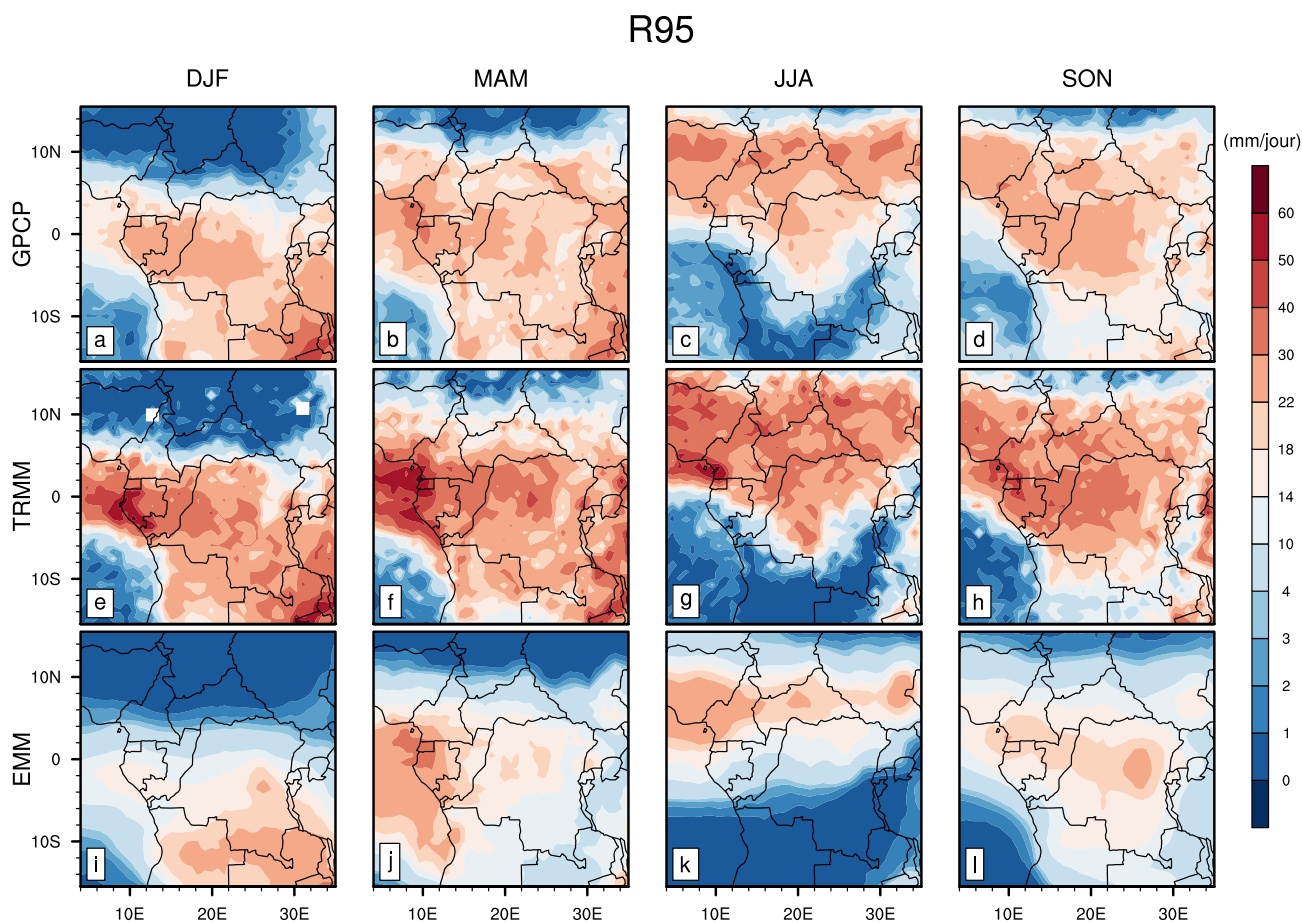 R95
DJF MAM JJA SON
(mm/jour)
GPCP
10N
0
10S
a b c d
TRMM
10N
0
10S
e f g h
EMM
10N
0
10S
i j k l
10E 20E 30E 10E 20E 30E 10E 20E 30E 10E 20E 30E
60
50
40
30
22
18
14
10
4
3
2
1
0